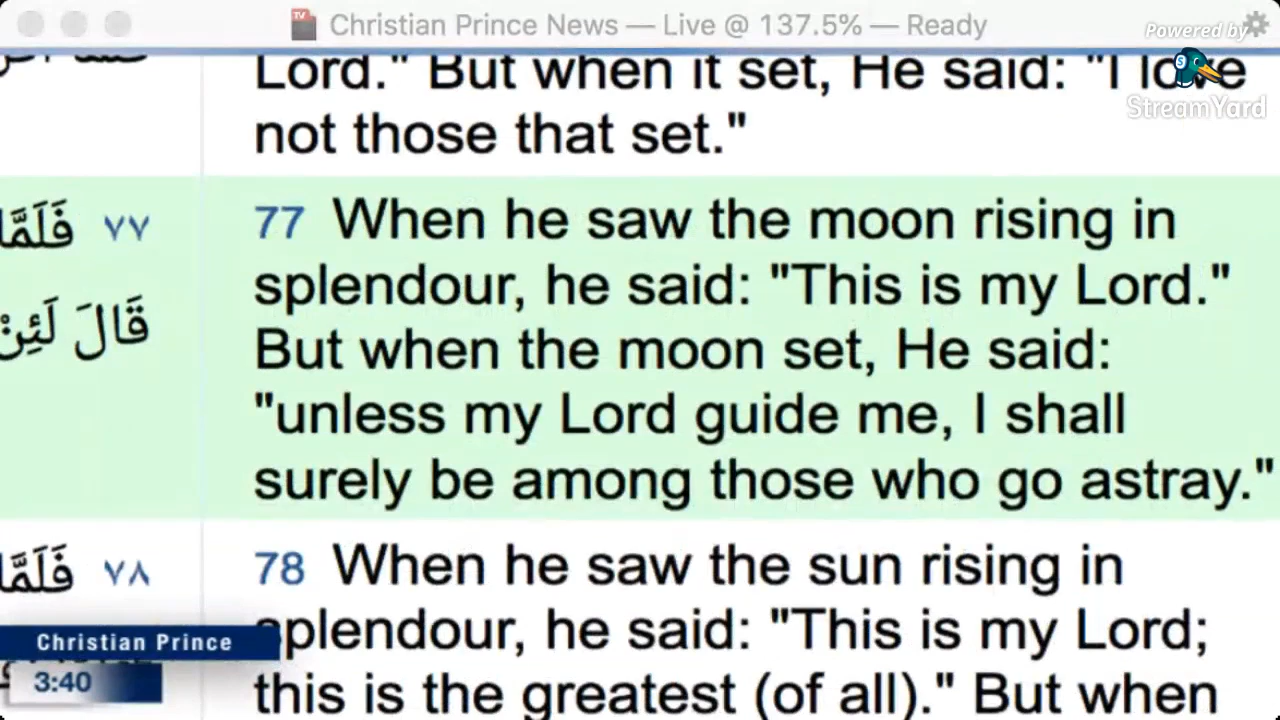 Christian Prince News — Live @ 137.5% — Ready
Powered by
StreamYard
Lord." But when it set, He said: "I love
not those that set."
77 When he saw the moon rising in
splendour, he said: "This is my Lord."
But when the moon set, He said:
"unless my Lord guide me, I shall
surely be among those who go astray."
٧٧ فَلَمَّا
قَالَ لَئِنْ
78 When he saw the sun rising in
splendour, he said: "This is my Lord;
this is the greatest (of all)." But when
٧٨ فَلَمَّا
Christian Prince
3:40